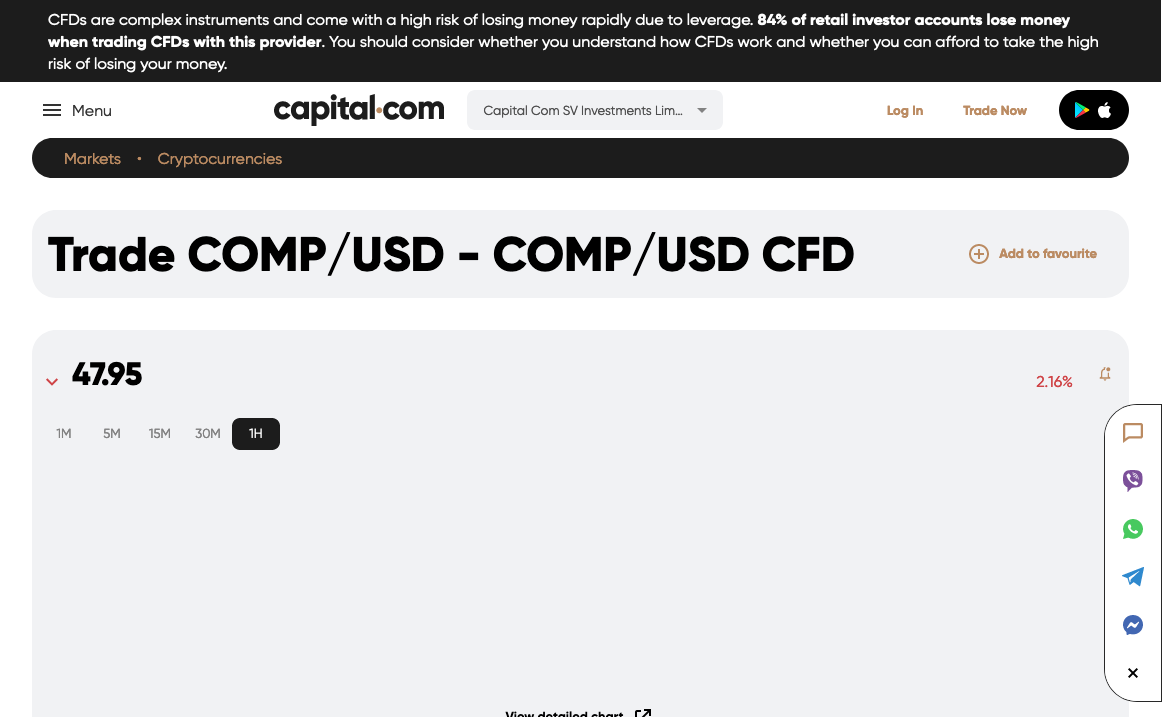 CFDs are complex instruments and come with a high risk of losing money rapidly due to leverage. 84% of retail investor accounts lose money
when trading CFDs with this provider. You should consider whether you understand how CFDs work and whether you can afford to take the high
risk of losing your money.
Menu
capital.com
Capital Com SV Investments Lim...
Log In
Trade Now
Markets
Cryptocurrencies
Trade COMP/USD - COMP/USD CFD
Add to favourite
47.95
2.16%
1M 5M 15M 30M 1H
View detailed chart